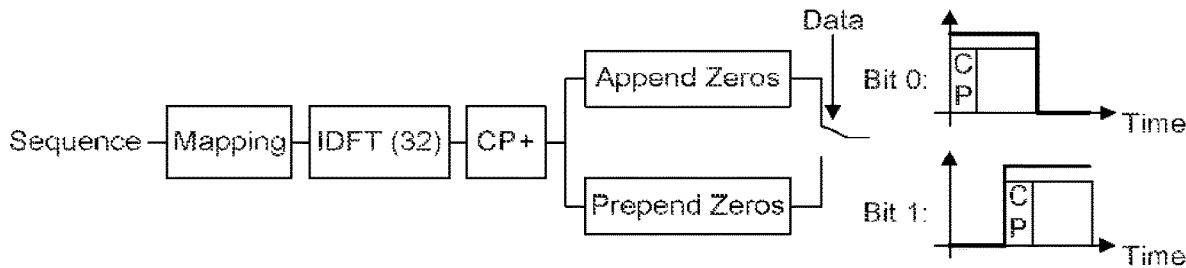 Data
Append Zeros
Bit 0:
C
P
Time
Sequence
Mapping
IDFT (32)
CP+
Prepend Zeros
Bit 1:
C
P
Time